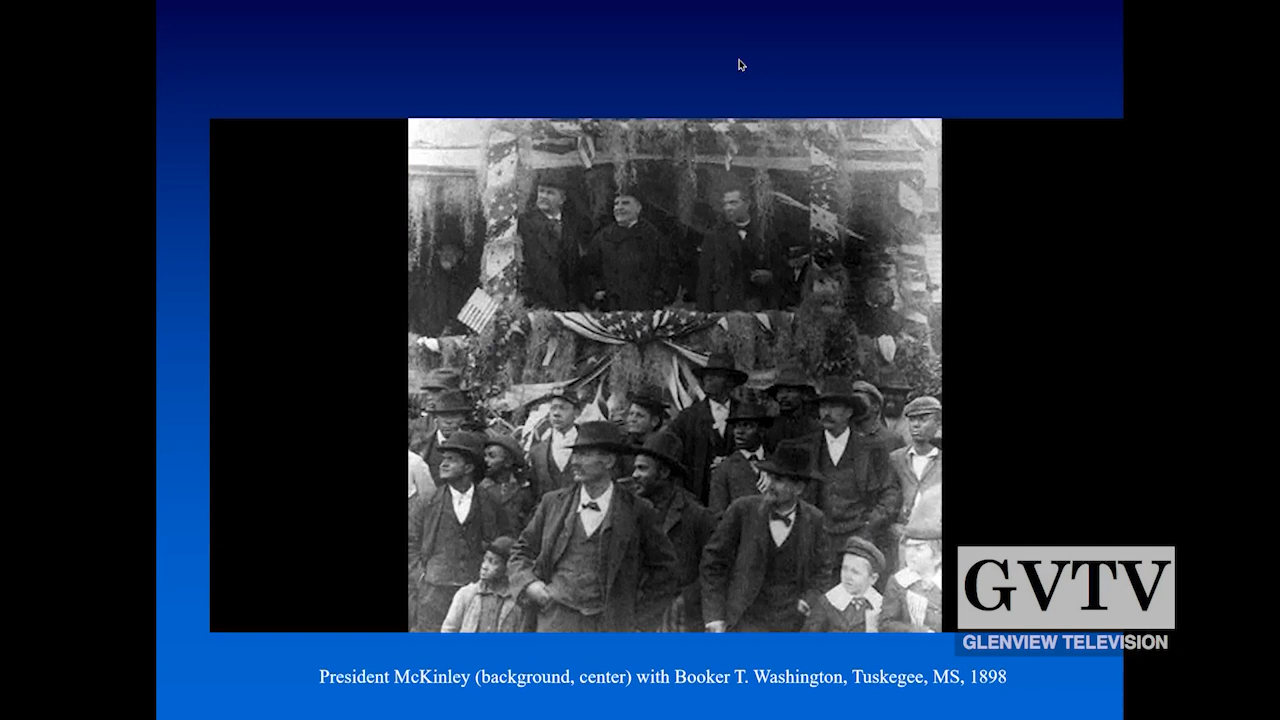 GVTV
GLENVIEW TELEVISION
President McKinley (background, center) with Booker T. Washington, Tuskegee, MS, 1898